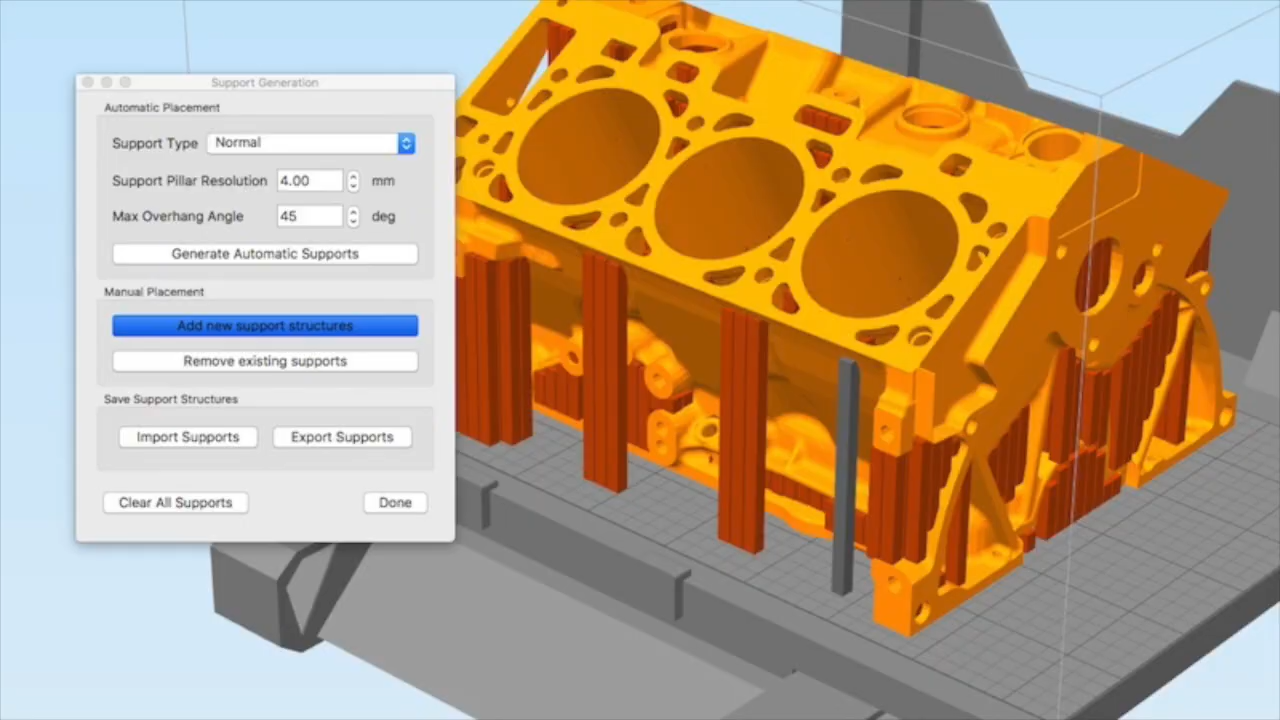 Support Generation
Automatic Placement
Support Type Normal
Support Pillar Resolution 4.00 mm
Max Overhang Angle 45 deg
Generate Automatic Supports
Manual Placement
Add new support structures
Remove existing supports
Save Support Structures
Import Supports Export Supports
Clear All Supports Done